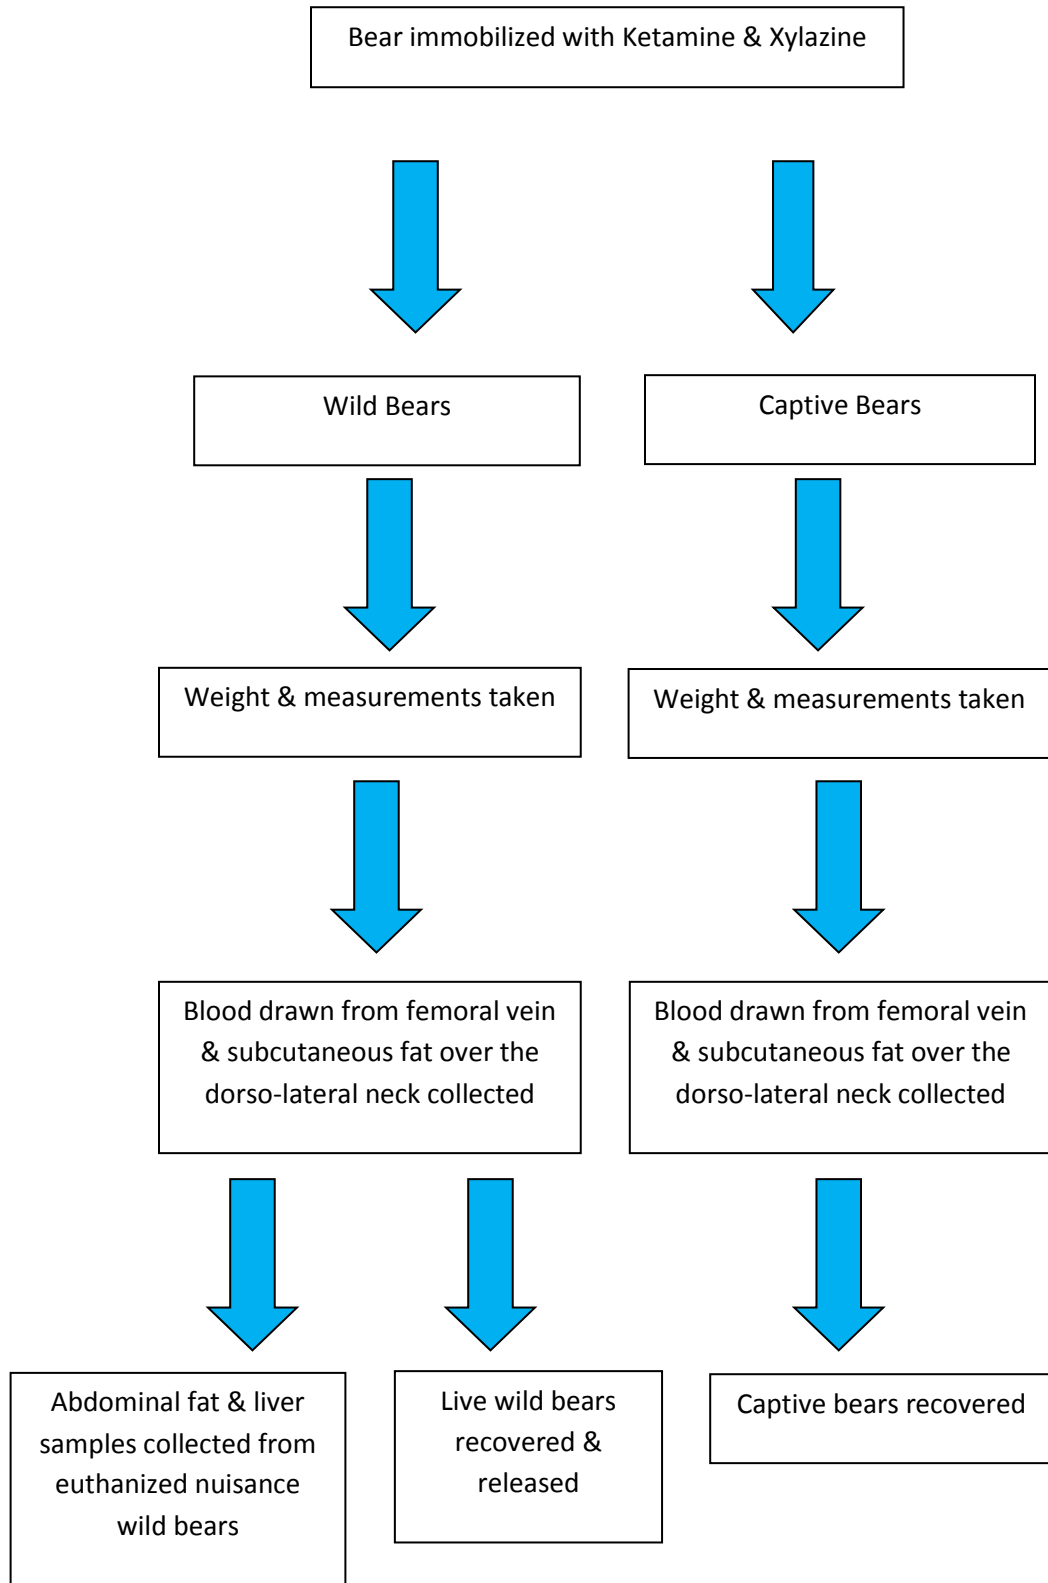 Bear immobilized with Ketamine & Xylazine
Wild Bears
Captive Bears
Weight & measurements taken
Weight & measurements taken
Blood drawn from femoral vein
& subcutaneous fat over the
dorso-lateral neck collected
Blood drawn from femoral vein
& subcutaneous fat over the
dorso-lateral neck collected
Abdominal fat & liver
samples collected from
euthanized nuisance
wild bears
Live wild bears
recovered &
released
Captive bears recovered